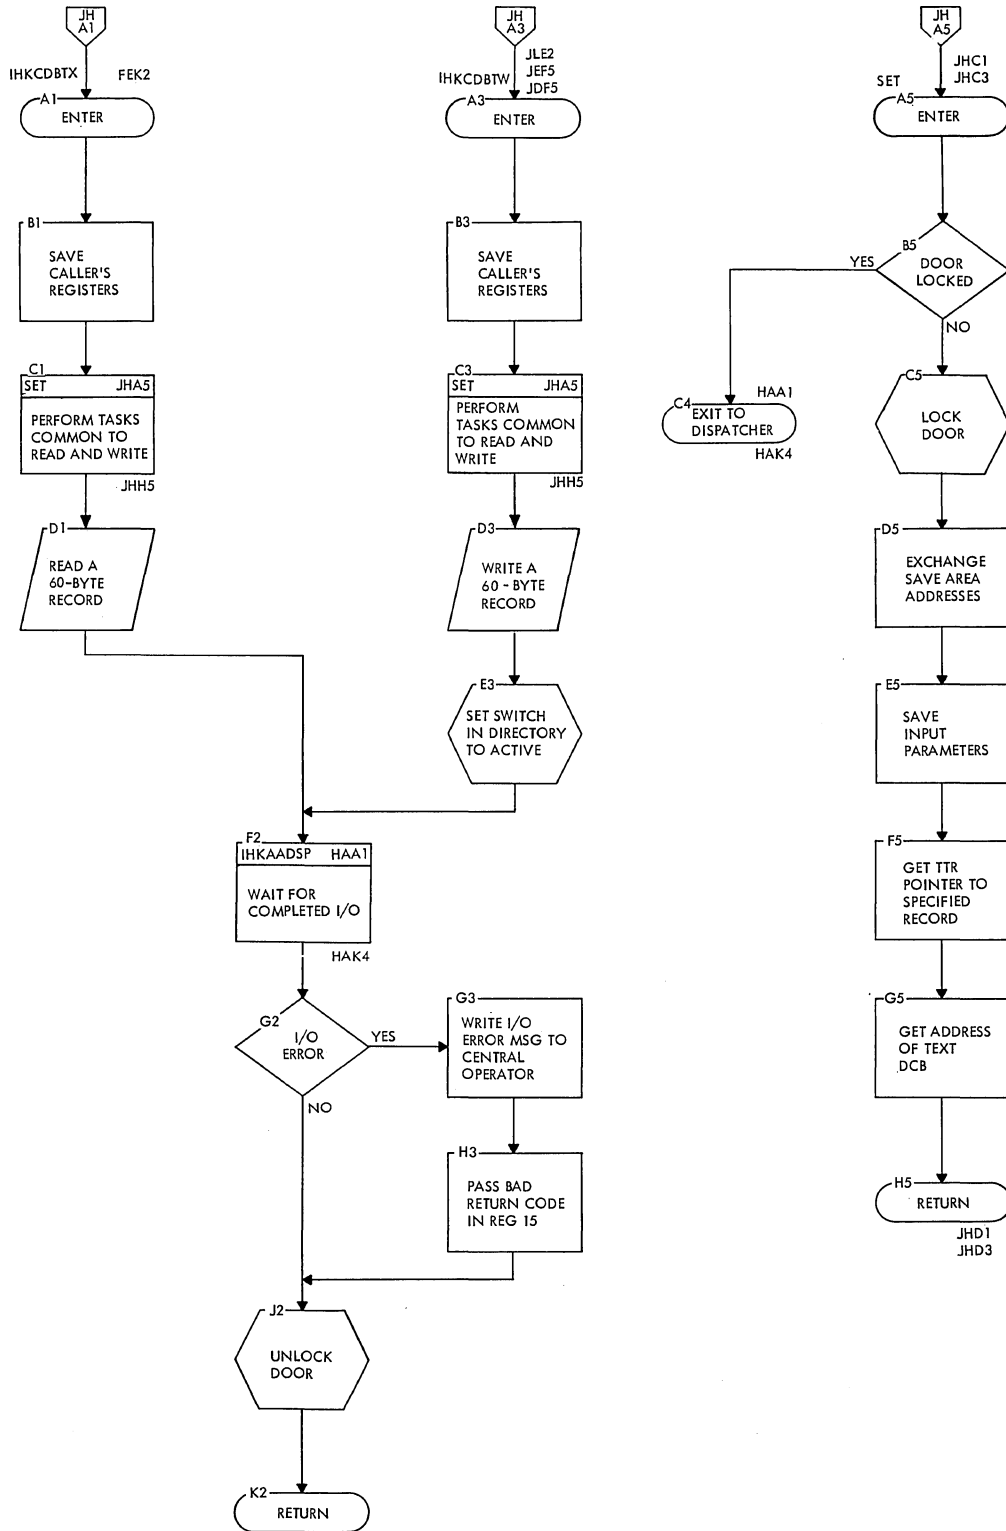 JH
A1
IHKCDBTX FEK2
A1
ENTER
B1
SAVE
CALLER'S
REGISTERS
C1
SET JHA5
PERFORM TASKS
COMMON TO
READ AND WRITE
JHH5
D1
READ A
60-BYTE
RECORD
JH
A3
JLE2
JEF5
IHKCDBTW JDF5
A3
ENTER
B3
SAVE
CALLER'S
REGISTERS
C3
SET JHA5
PERFORM
TASKS COMMON
TO READ AND
WRITE
JHH5
D3
WRITE A
60 - BYTE
RECORD
E3
SET SWITCH
IN DIRECTORY
TO ACTIVE
F2
IHKAADSP HAA1
WAIT FOR
COMPLETED I/O
HAK4
G2
I/O
ERROR
YES
NO
G3
WRITE I/O
ERROR MSG TO
CENTRAL
OPERATOR
H3
PASS BAD
RETURN CODE
IN REG 15
J2
UNLOCK
DOOR
K2
RETURN
JH
A5
JHC1
JHC3
SET
A5
ENTER
B5
DOOR
LOCKED
YES
NO
HAA1
C4
EXIT TO
DISPATCHER
HAK4
C5
LOCK
DOOR
D5
EXCHANGE
SAVE AREA
ADDRESSES
E5
SAVE
INPUT
PARAMETERS
F5
GET TTR
POINTER TO
SPECIFIED
RECORD
G5
GET ADDRESS
OF TEXT
DCB
H5
RETURN
JHD1
JHD3